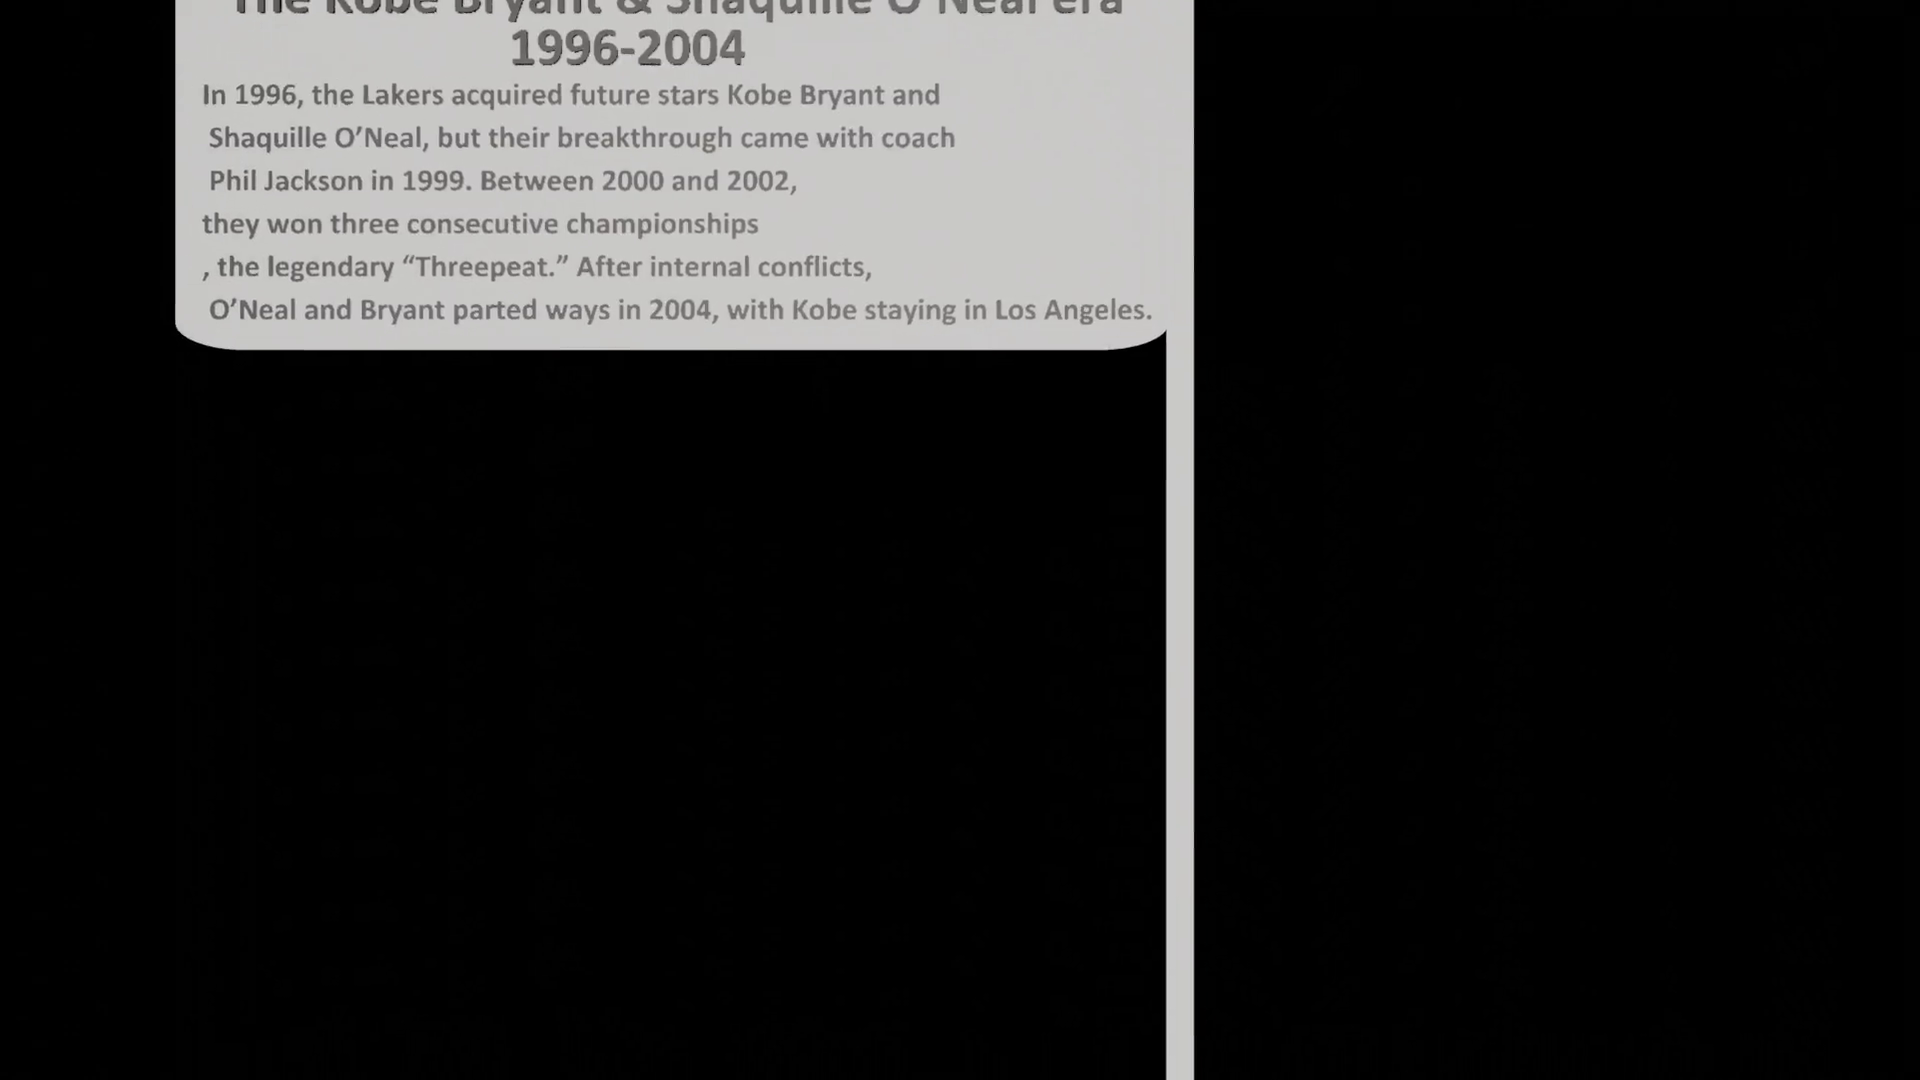 The Kobe Bryant & Shaquille O'Neal era
1996-2004
In 1996, the Lakers acquired future stars Kobe Bryant and
Shaquille O’Neal, but their breakthrough came with coach
Phil Jackson in 1999. Between 2000 and 2002,
they won three consecutive championships
, the legendary “Threepeat.” After internal conflicts,
O’Neal and Bryant parted ways in 2004, with Kobe staying in Los Angeles.